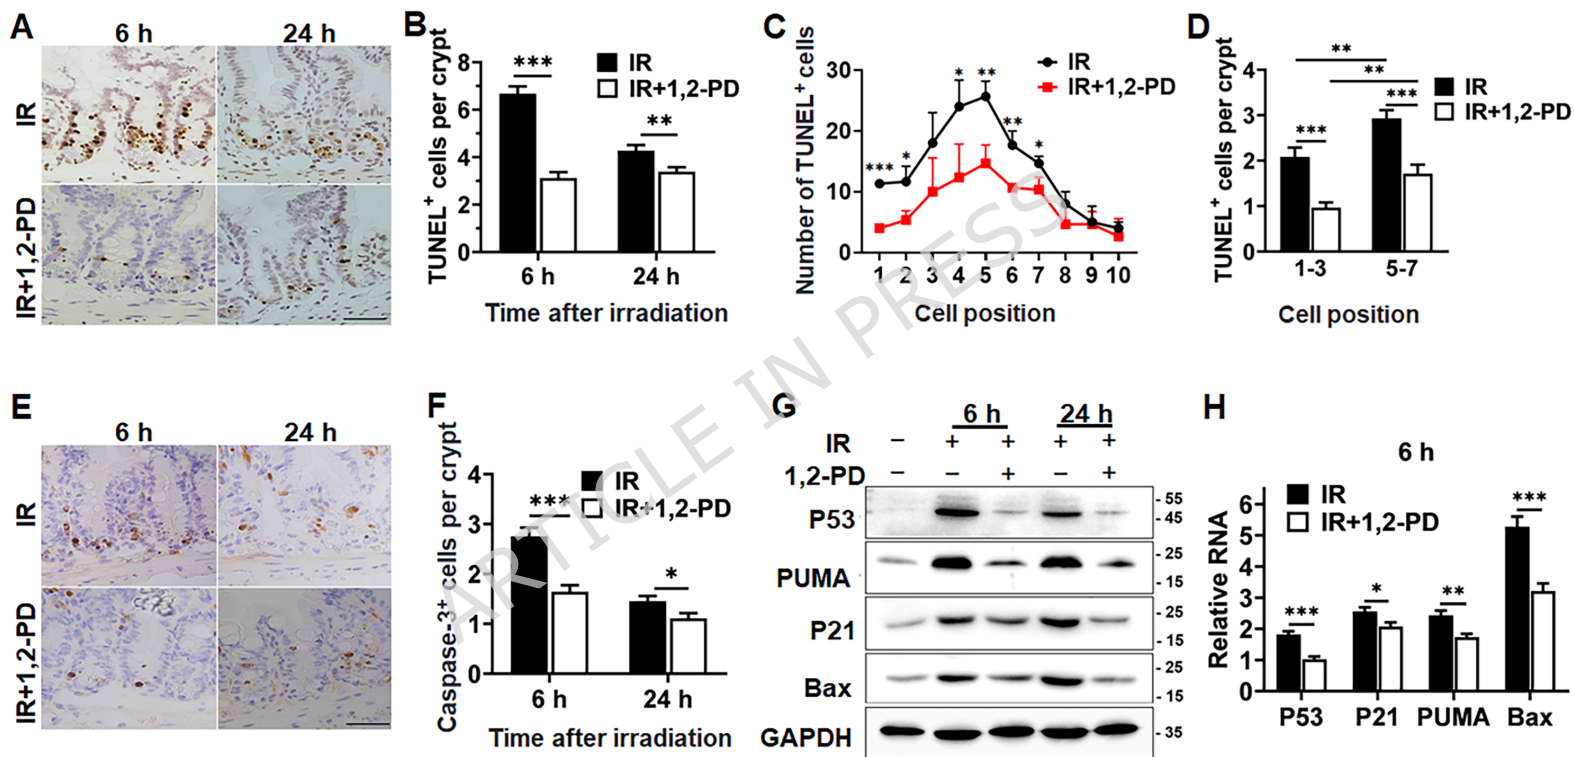 A
6 h
24 h
IR
IR+1,2-PD
B
TUNEL+ cells per crypt
8
6
4
2
0
***
**
IR
IR+1,2-PD
6 h
24 h
Time after irradiation
C
Number of TUNEL+ cells
30
20
10
0
***
*
*
**
**
*
IR
IR+1,2-PD
1 2 3 4 5 6 7 8 9 10
Cell position
D
TUNEL+ cells per crypt
4
3
2
1
0
**
**
***
***
IR
IR+1,2-PD
1-3
5-7
Cell position
E
6 h
24 h
IR
IR+1,2-PD
F
Caspase-3+ cells per crypt
4
3
2
1
0
***
*
IR
IR+1,2-PD
6 h
24 h
Time after irradiation
G
6 h
24 h
IR − + + + +
1,2-PD − − + − +
P53
- 55
- 45
PUMA
- 25
- 15
P21
- 25
- 15
Bax
- 25
- 15
GAPDH
- 35
H
6 h
Relative RNA
6
5
4
3
2
1
0
IR
IR+1,2-PD
***
*
**
***
P53 P21 PUMA Bax
ARTICLE IN PRESS